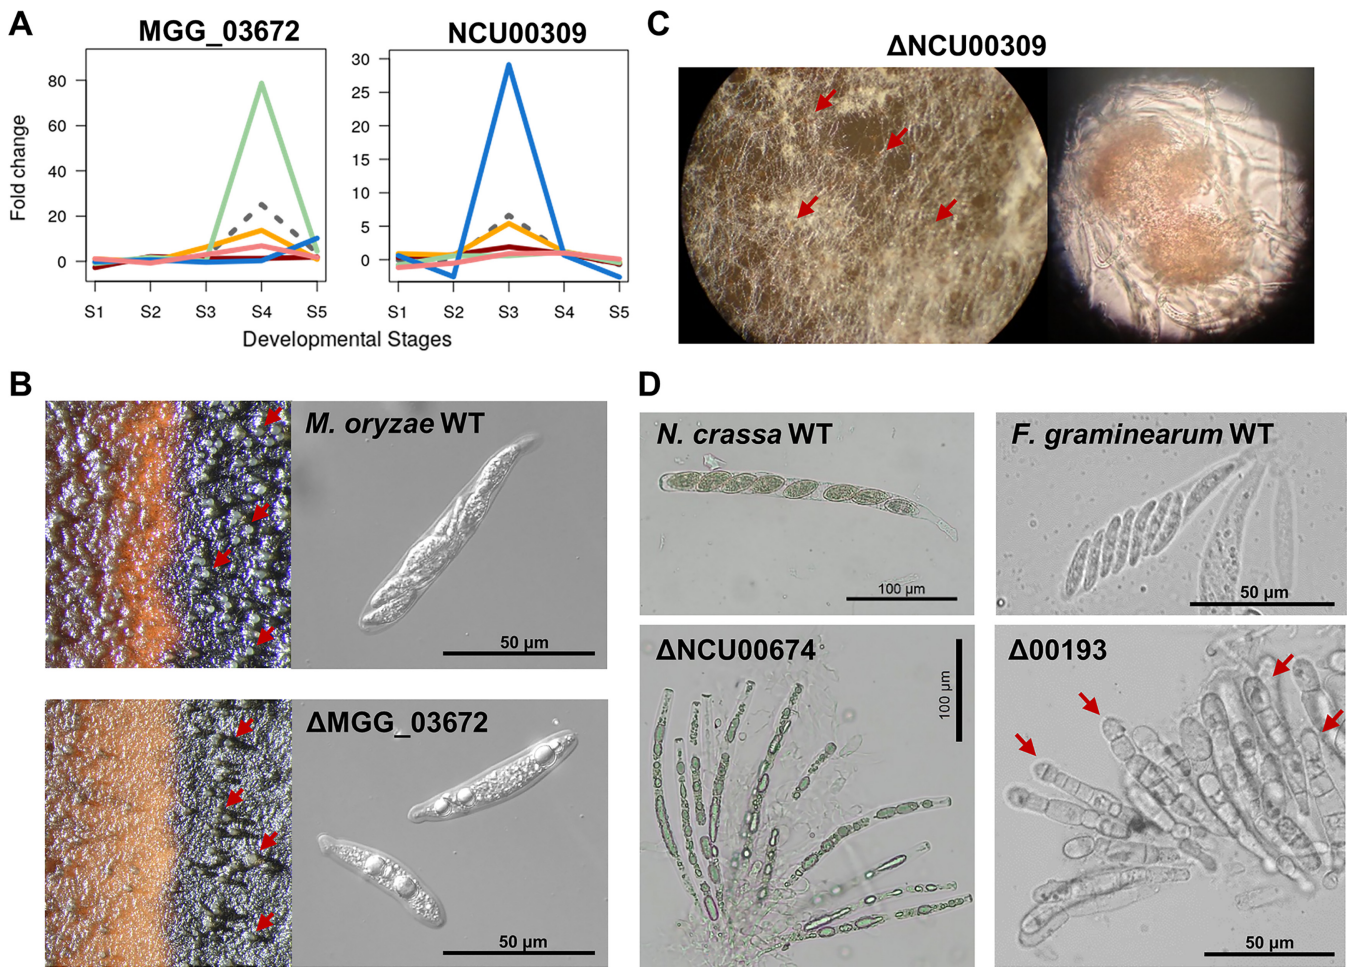 A
MGG_03672
NCU00309
Fold change
80
60
40
20
0
30
25
20
15
10
5
0
S1 S2 S3 S4 S5
S1 S2 S3 S4 S5
Developmental Stages
C
ΔNCU00309
B
M. oryzae WT
50 μm
ΔMGG_03672
50 μm
D
N. crassa WT
100 μm
F. graminearum WT
50 μm
ΔNCU00674
100 μm
Δ00193
50 μm